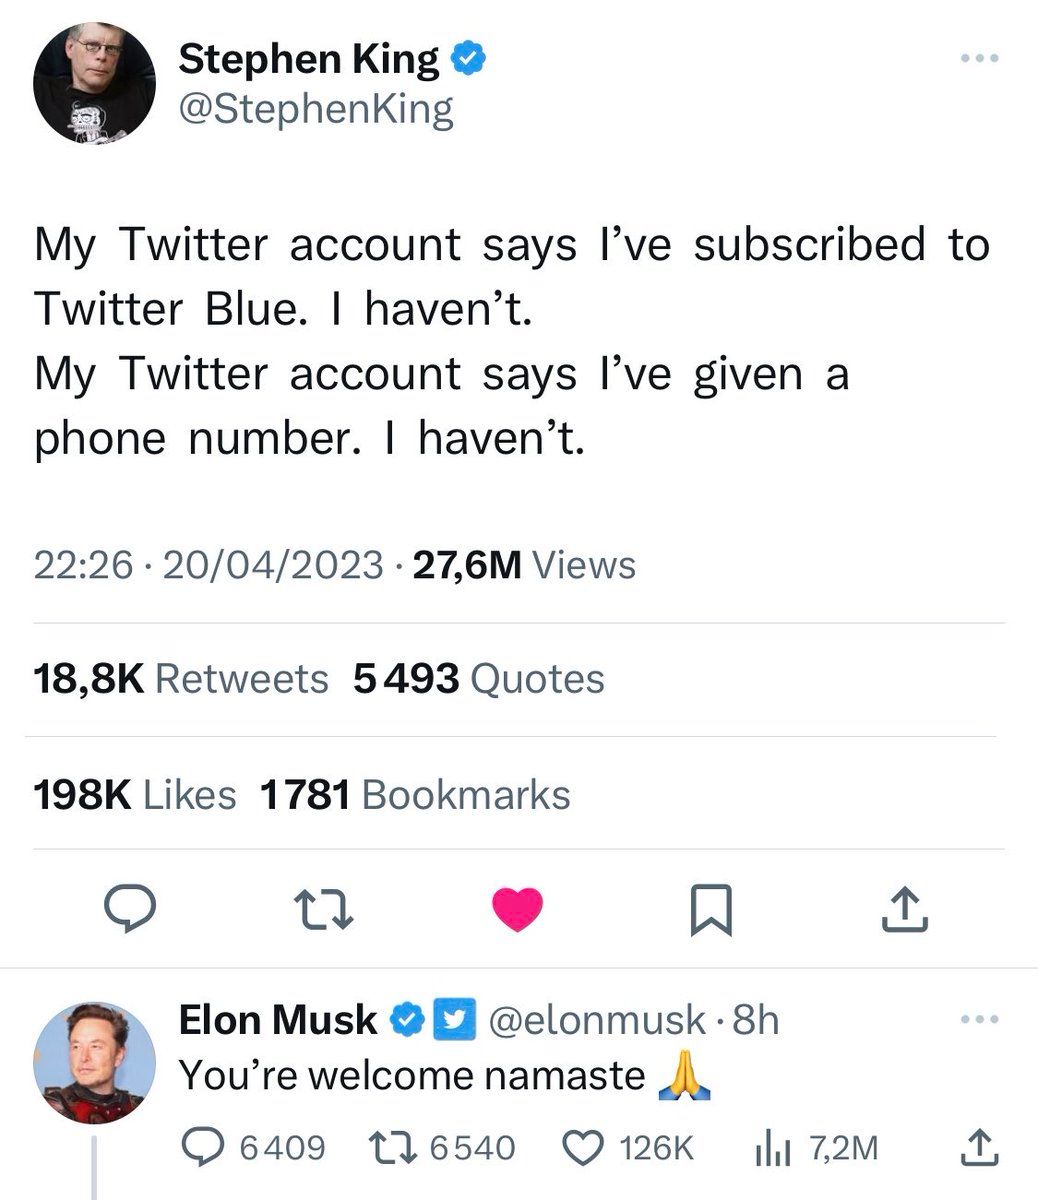 Stephen King
@StephenKing
My Twitter account says I’ve subscribed to
Twitter Blue. I haven’t.
My Twitter account says I’ve given a
phone number. I haven’t.
22:26 · 20/04/2023 · 27,6M Views
18,8K Retweets 5 493 Quotes
198K Likes 1 781 Bookmarks
Elon Musk @elonmusk · 8h
You’re welcome namaste 🙏
6 409 6 540 126K 7,2M